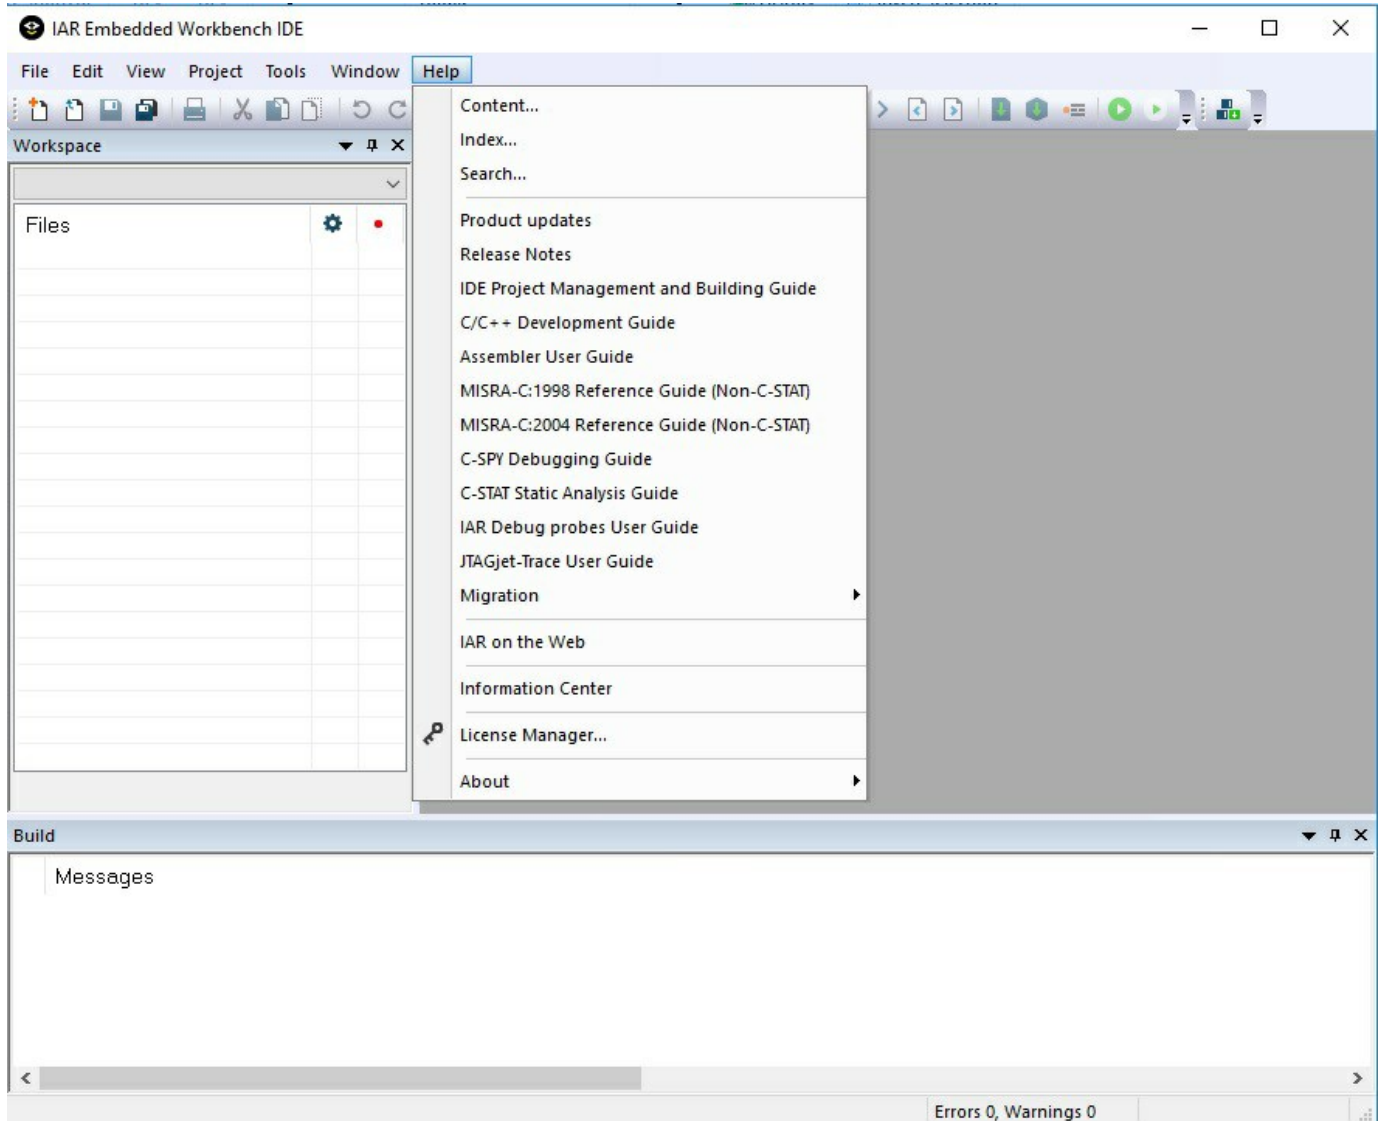 IAR Embedded Workbench IDE
File Edit View Project Tools Window Help
Workspace
Files
Content...
Index...
Search...
Product updates
Release Notes
IDE Project Management and Building Guide
C/C++ Development Guide
Assembler User Guide
MISRA-C:1998 Reference Guide (Non-C-STAT)
MISRA-C:2004 Reference Guide (Non-C-STAT)
C-SPY Debugging Guide
C-STAT Static Analysis Guide
IAR Debug probes User Guide
JTAGjet-Trace User Guide
Migration
IAR on the Web
Information Center
License Manager...
About
Build
Messages
Errors 0, Warnings 0